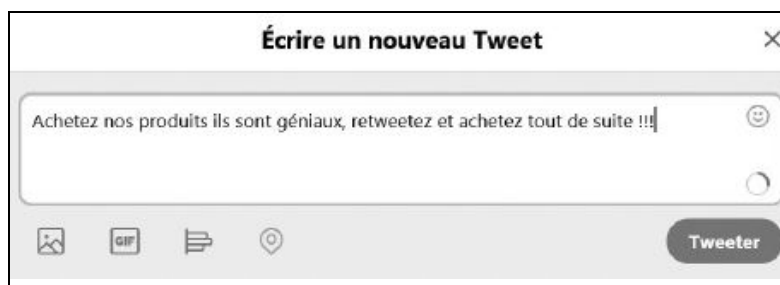 Écrire un nouveau Tweet
Achetez nos produits ils sont géniaux, retweetez et achetez tout de suite !!!
GIF
Tweeter